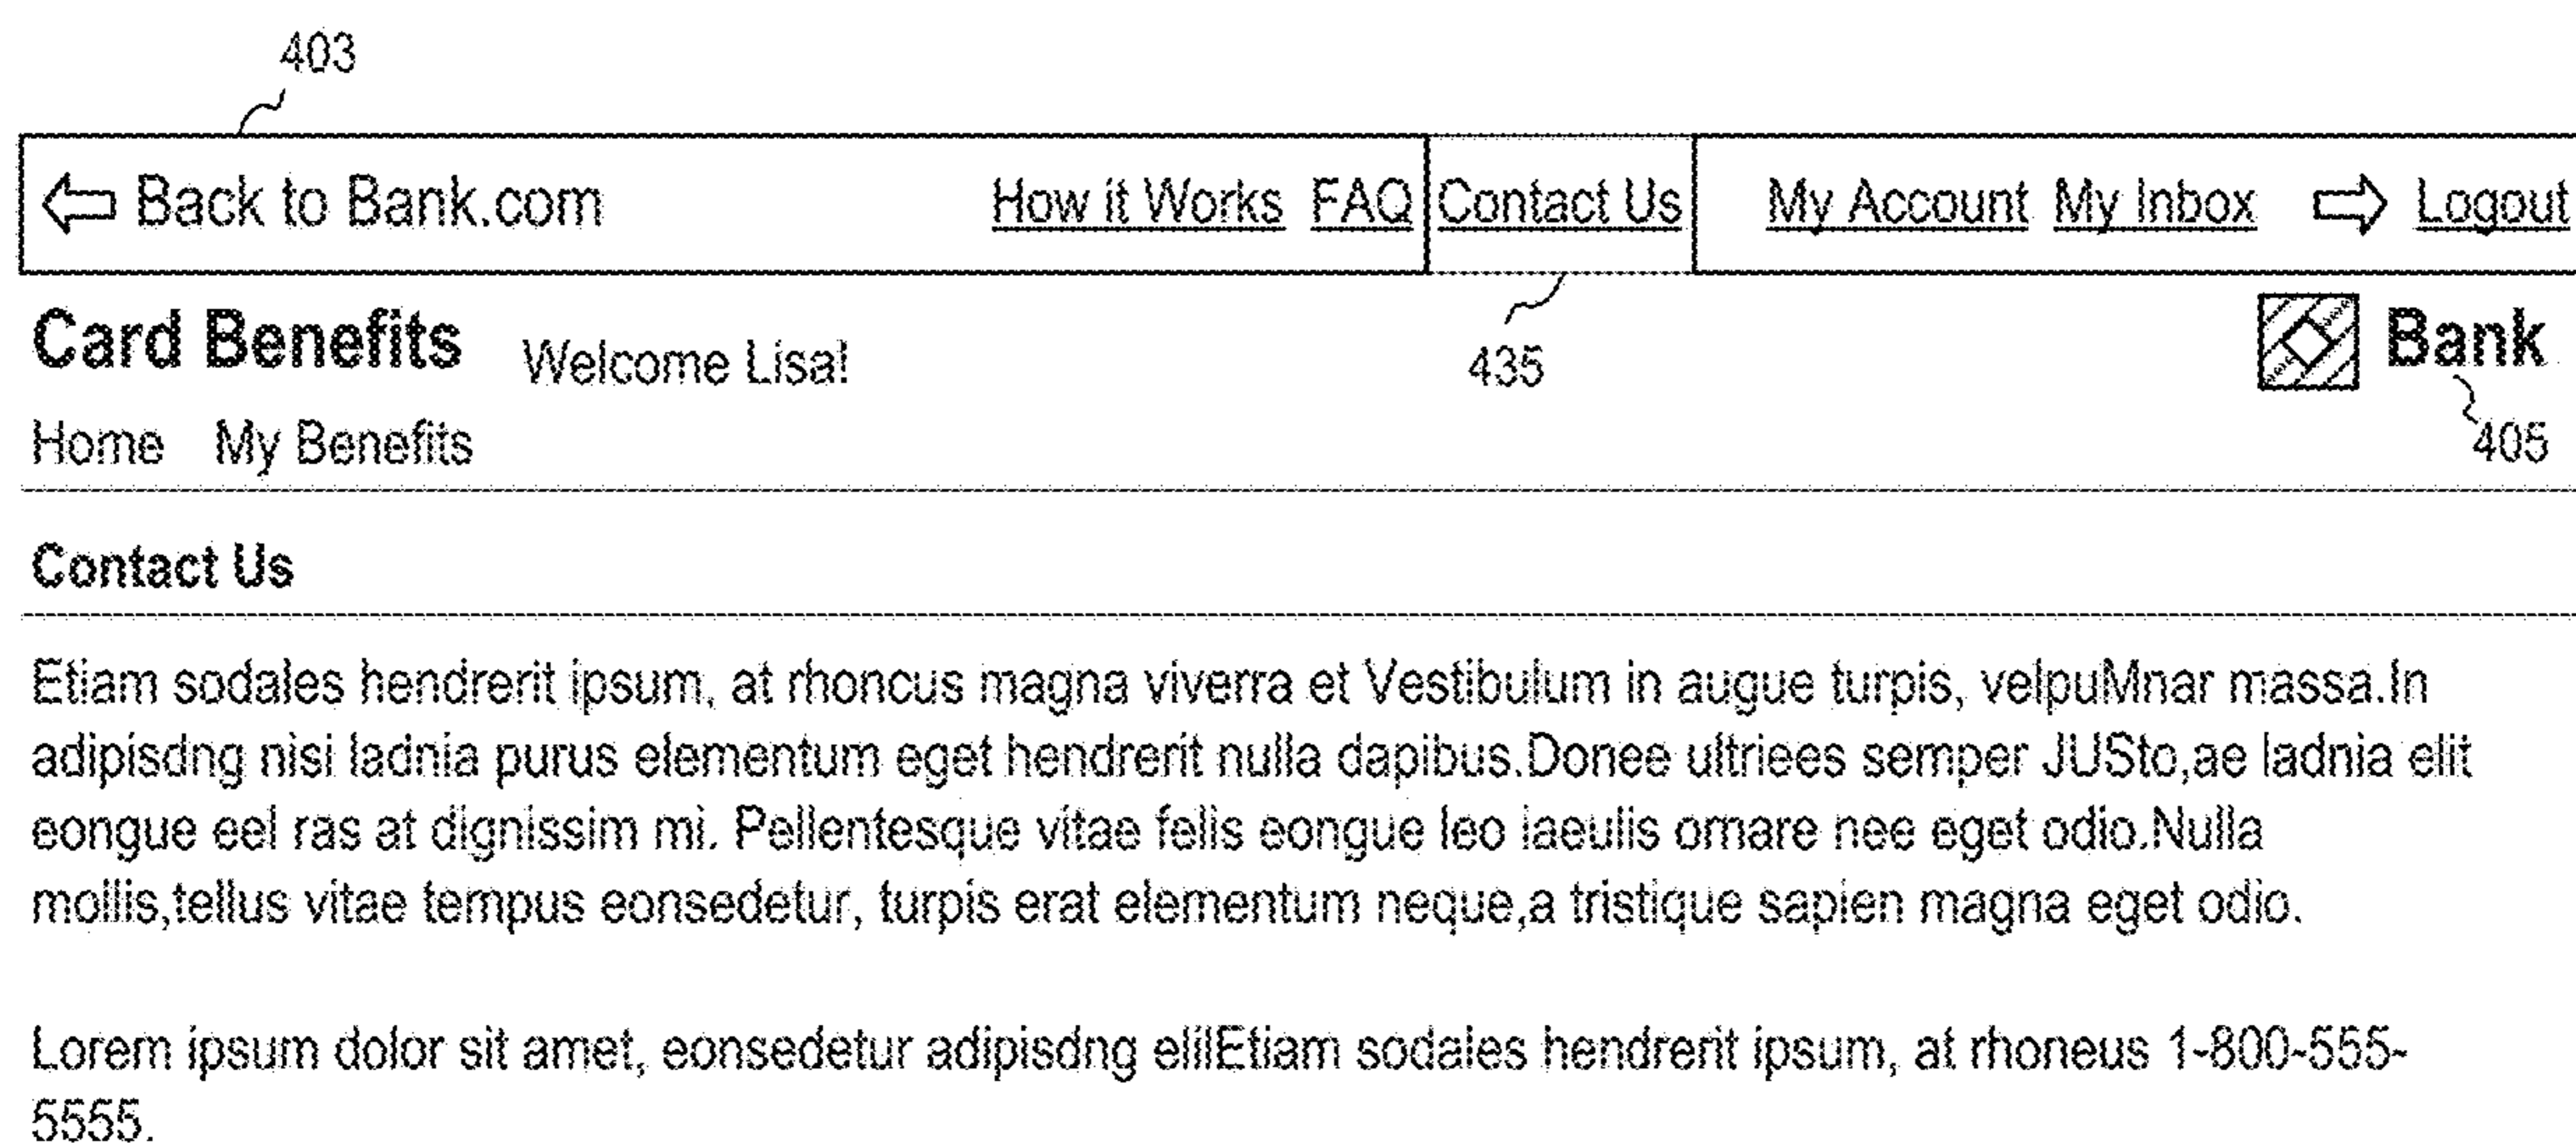 403
Back to Bank.com How it Works FAQ Contact Us My Account My Inbox Logout
Card Benefits Welcome Lisa! 435 Bank
Home My Benefits 405
Contact Us
Etiam sodales hendrerit ipsum, at rhoncus magna viverra et Vestibulum in augue turpis, velpuMnar massa.In
adipisdng nisi ladnia purus elementum eget hendrerit nulla dapibus.Donee ultriees semper JUSto,ae ladnia elit
eongue eel ras at dignissim mi. Pellentesque vitae felis eongue leo iaeulis ornare nee eget odio.Nulla
mollis,tellus vitae tempus eonsedetur, turpis erat elementum neque,a tristique sapien magna eget odio.
Lorem ipsum dolor sit amet, eonsedetur adipisdng elilEtiam sodales hendrerit ipsum, at rhoneus 1-800-555-
5555.